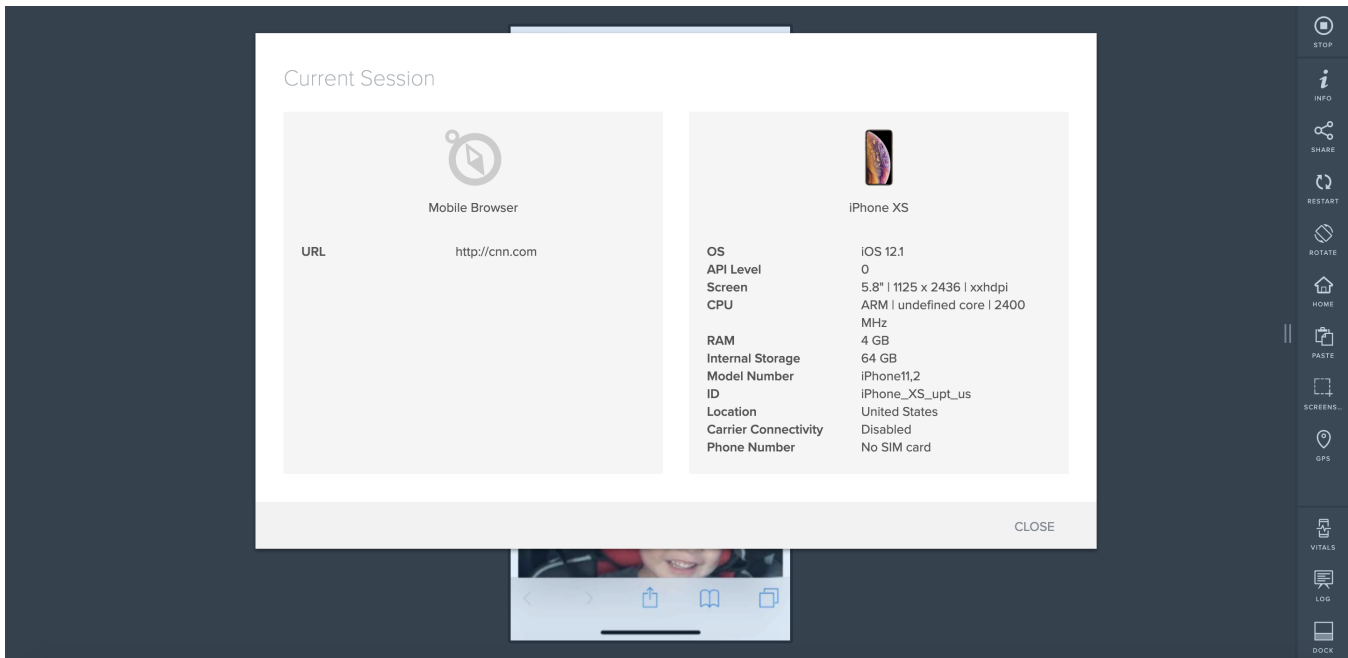 Current Session
Mobile Browser
URL http://cnn.com
iPhone XS
OS iOS 12.1
API Level 0
Screen 5.8" | 1125 x 2436 | xxhdpi
CPU ARM | undefined core | 2400
MHz
RAM 4 GB
Internal Storage 64 GB
Model Number iPhone11,2
ID iPhone_XS_upt_us
Location United States
Carrier Connectivity Disabled
Phone Number No SIM card
CLOSE
STOP
INFO
SHARE
RESTART
ROTATE
HOME
PASTE
SCREENS...
GPS
VITALS
LOG
DOCK